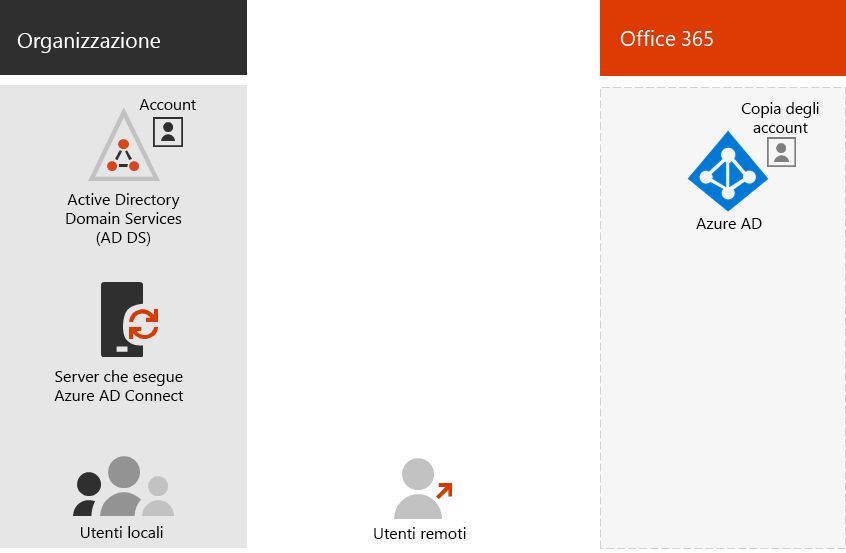 Organizzazione
Office 365
Account
Active Directory
Domain Services
(AD DS)
Copia degli
account
Azure AD
Server che esegue
Azure AD Connect
Utenti locali
Utenti remoti